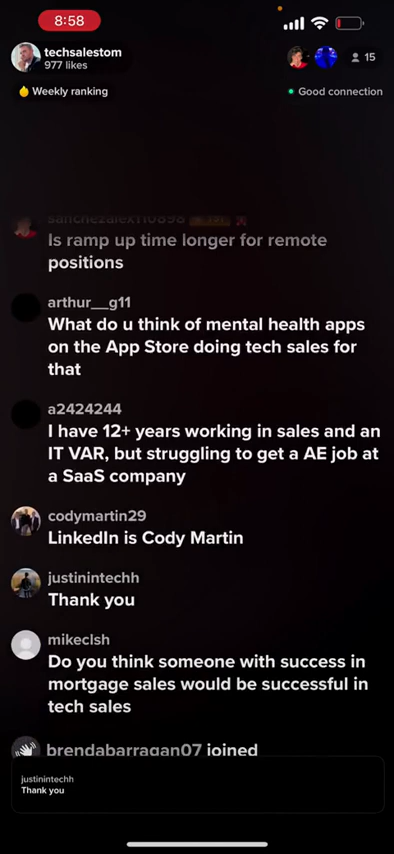 8:58
techsalestom
977 likes
15
Weekly ranking
Good connection
sanchezalex110898
Is ramp up time longer for remote
positions
arthur__g11
What do u think of mental health apps
on the App Store doing tech sales for
that
a2424244
I have 12+ years working in sales and an
IT VAR, but struggling to get a AE job at
a SaaS company
codymartin29
LinkedIn is Cody Martin
justinintechh
Thank you
mikeclsh
Do you think someone with success in
mortgage sales would be successful in
tech sales
brendabarragan07 joined
justinintechh
Thank you